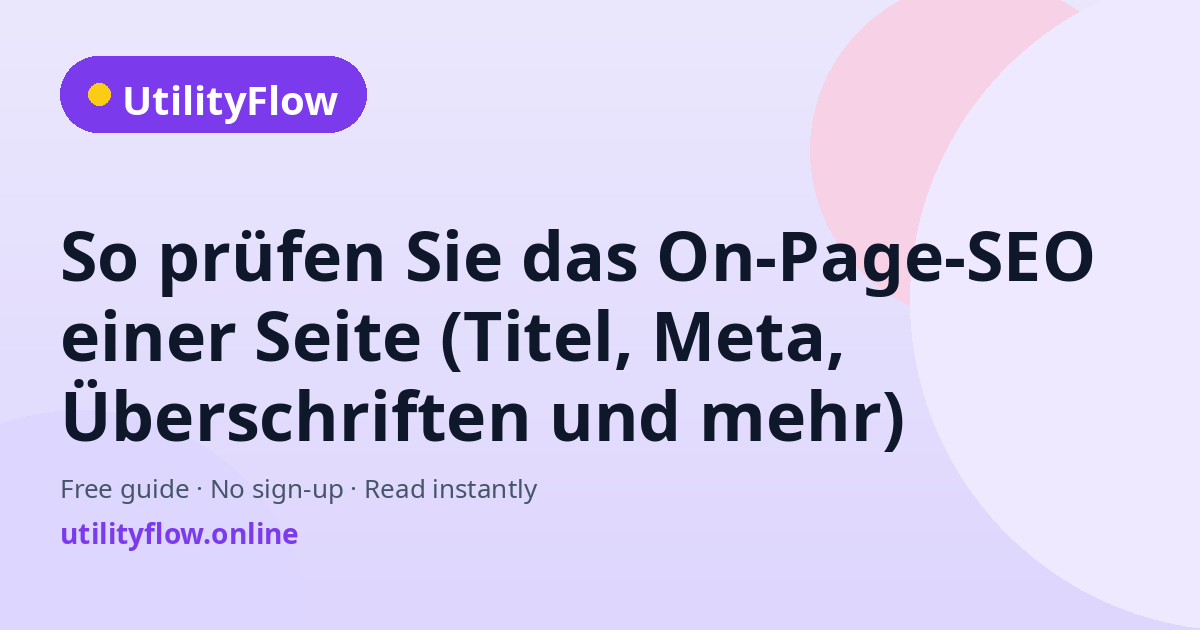 UtilityFlow
So prüfen Sie das On-Page-SEO
einer Seite (Titel, Meta,
Überschriften und mehr)
Free guide · No sign-up · Read instantly
utilityflow.online